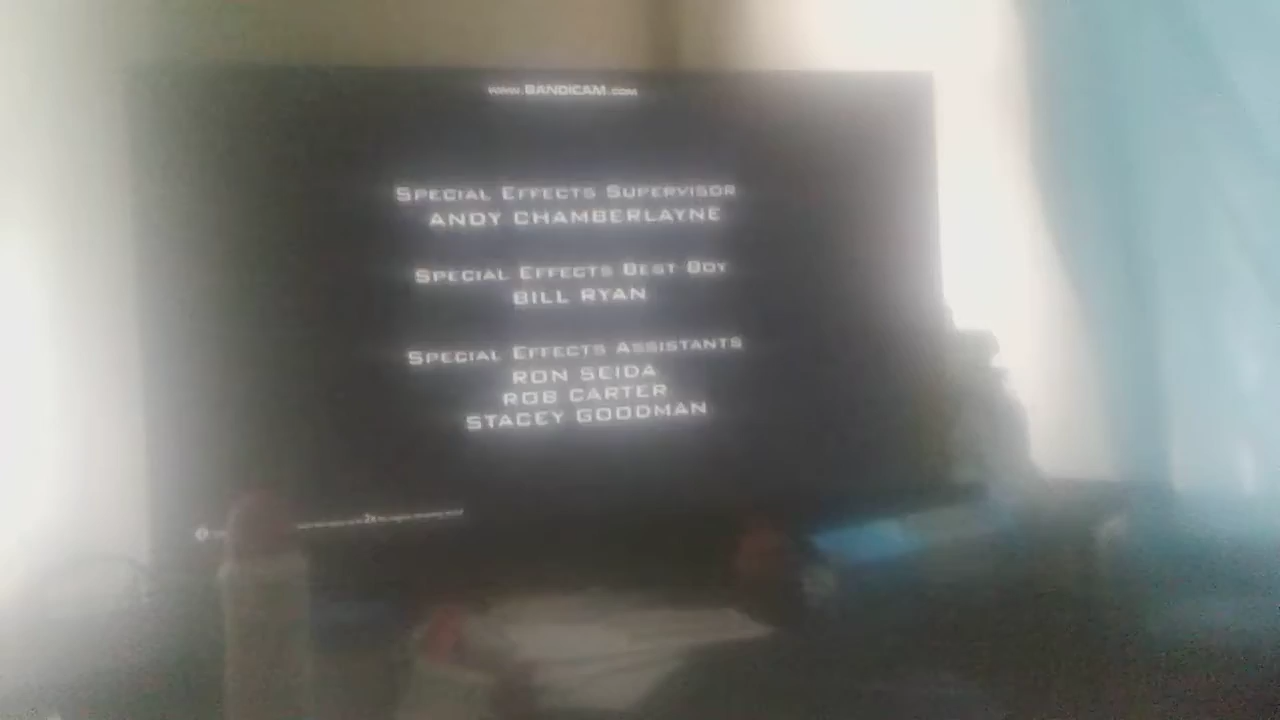 www.BANDICAM.com
SPECIAL EFFECTS SUPERVISOR
ANDY CHAMBERLAYNE
SPECIAL EFFECTS BEST BOY
BILL RYAN
SPECIAL EFFECTS ASSISTANTS
RON SEIDA
ROB CARTER
STACEY GOODMAN
2x